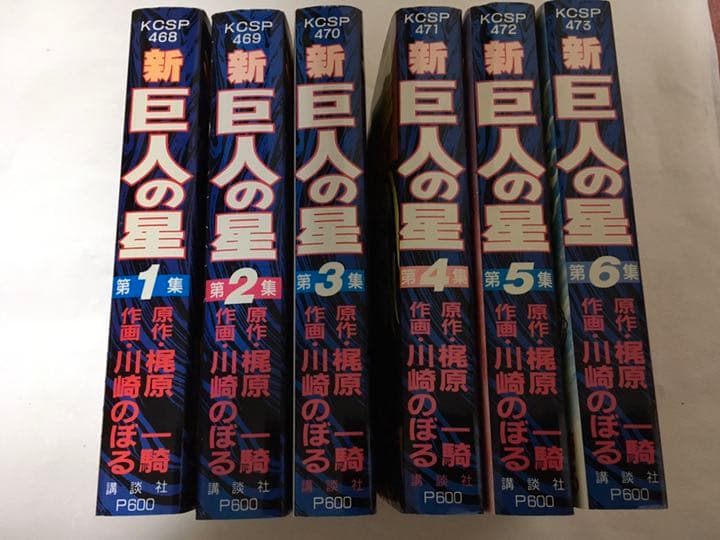 KCSP
468
新
巨人の星
第1集
原作・梶原一騎
作画・川崎のぼる
講談社
P600
KCSP
469
新
巨人の星
第2集
原作・梶原一騎
作画・川崎のぼる
講談社
P600
KCSP
470
新
巨人の星
第3集
原作・梶原一騎
作画・川崎のぼる
講談社
P600
KCSP
471
新
巨人の星
第4集
原作・梶原一騎
作画・川崎のぼる
講談社
P600
KCSP
472
新
巨人の星
第5集
原作・梶原一騎
作画・川崎のぼる
講談社
P600
KCSP
473
新
巨人の星
第6集
原作・梶原一騎
作画・川崎のぼる
講談社
P600